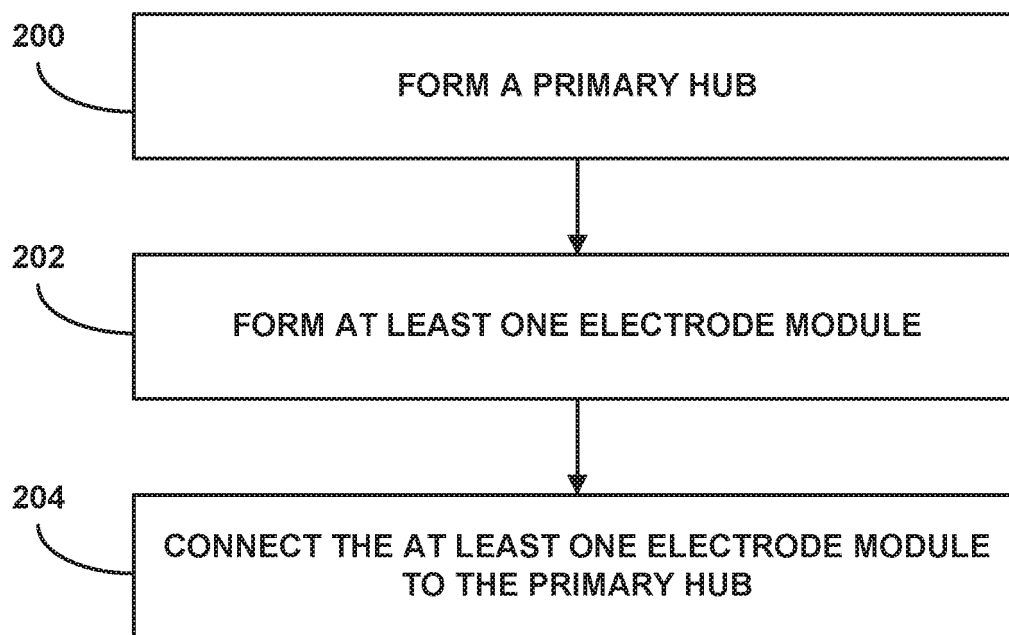 200
FORM A PRIMARY HUB
202
FORM AT LEAST ONE ELECTRODE MODULE
204
CONNECT THE AT LEAST ONE ELECTRODE MODULE
TO THE PRIMARY HUB